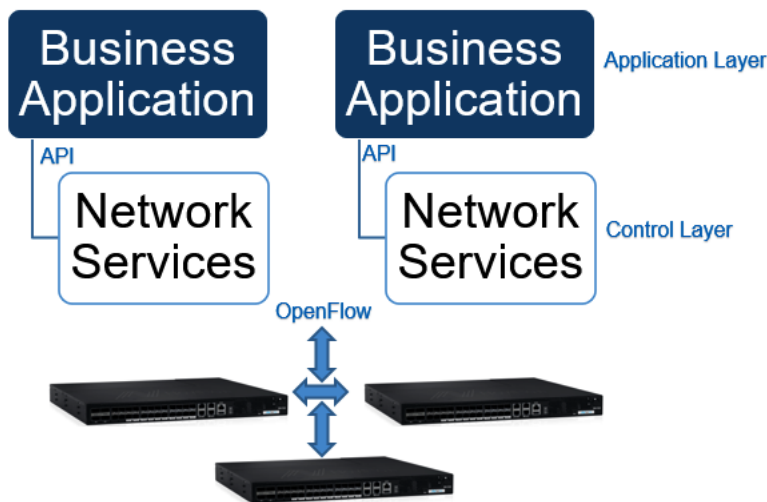 Business
Application
Business
Application
Application Layer
API
API
Network
Services
Network
Services
Control Layer
OpenFlow